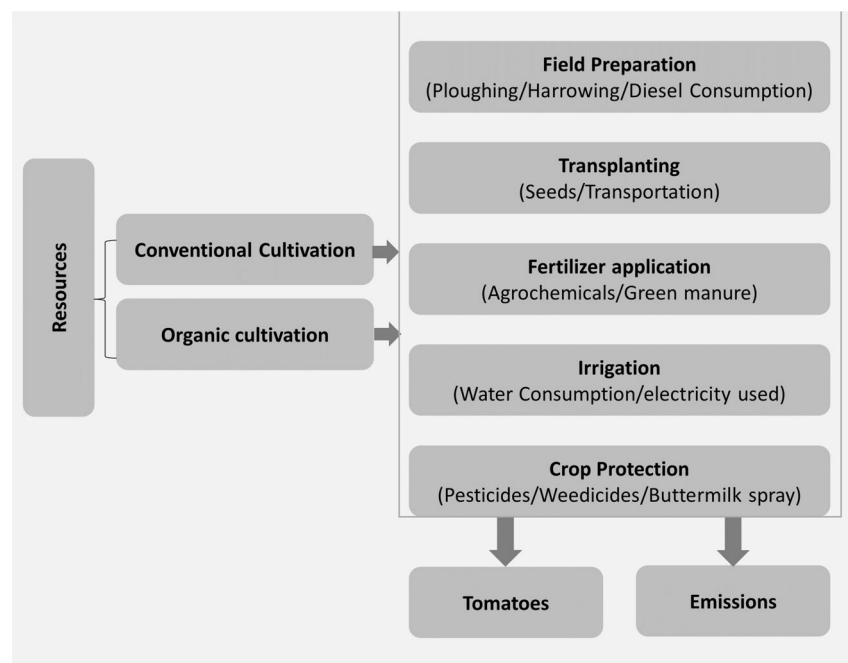 Resources
Conventional Cultivation
Organic cultivation
Field Preparation
(Ploughing/Harrowing/Diesel Consumption)
Transplanting
(Seeds/Transportation)
Fertilizer application
(Agrochemicals/Green manure)
Irrigation
(Water Consumption/electricity used)
Crop Protection
(Pesticides/Weedicides/Buttermilk spray)
Tomatoes
Emissions